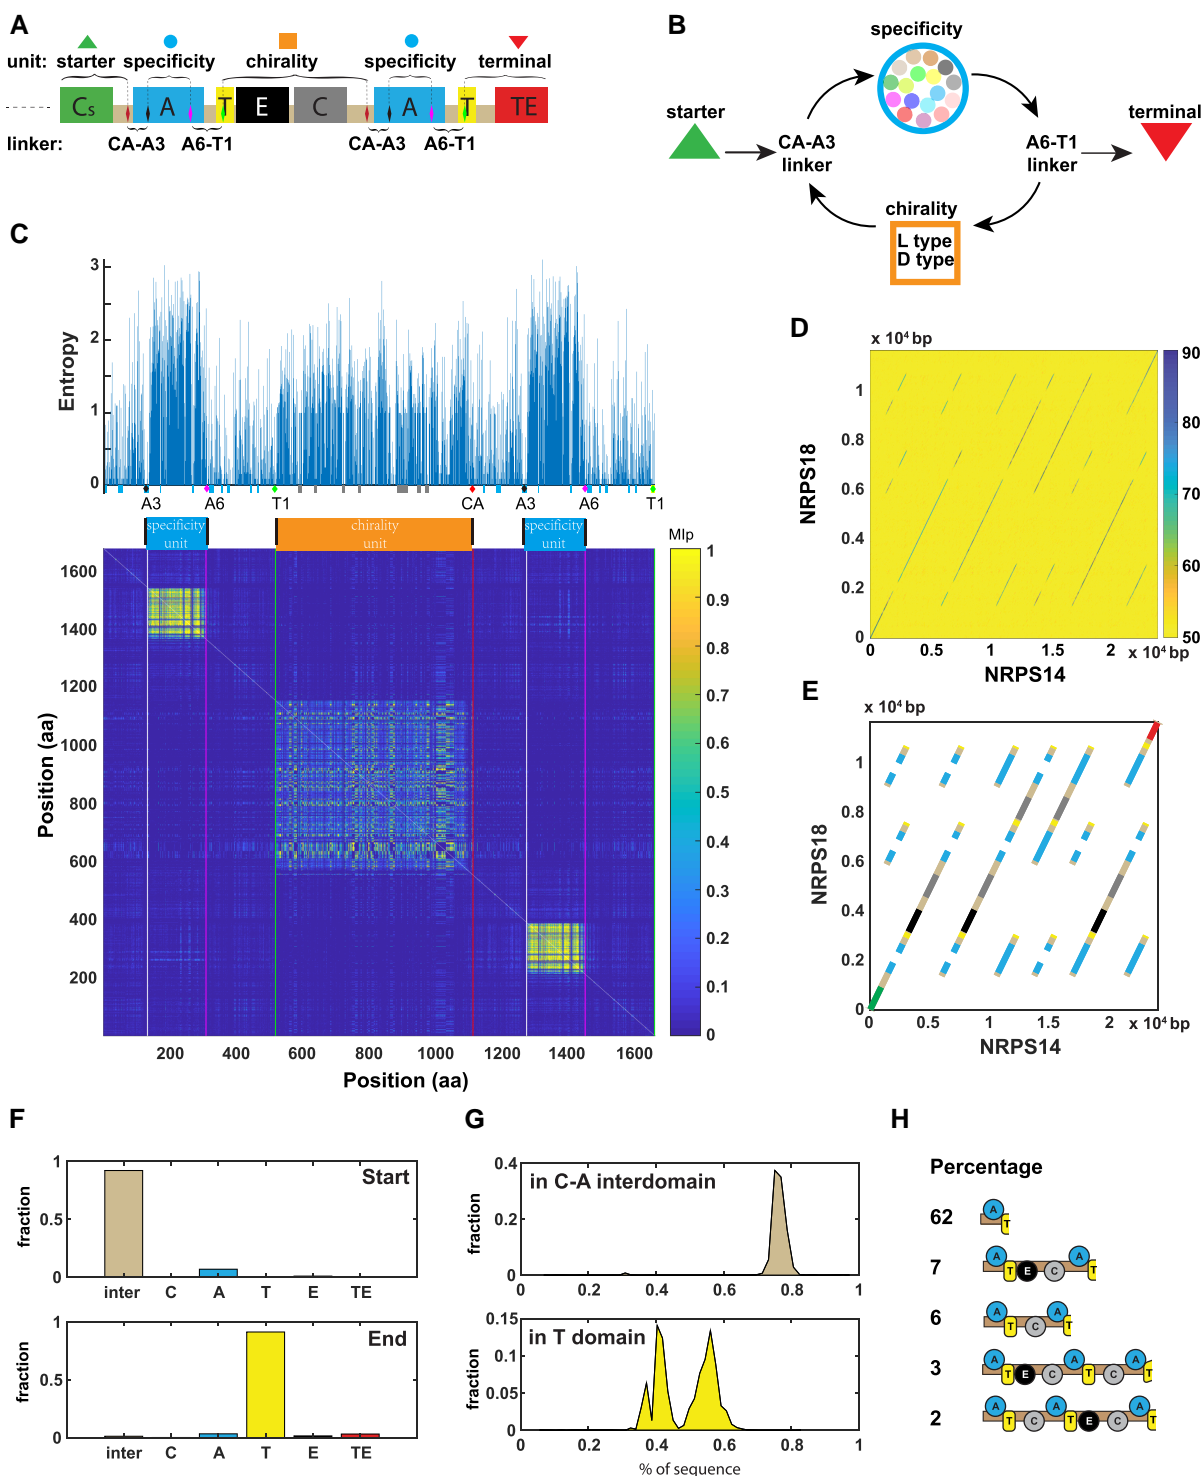 A
unit: starter specificity chirality specificity terminal
Cs A T E C A T TE
linker: CA-A3 A6-T1 CA-A3 A6-T1
B
specificity
starter
terminal
CA-A3
linker
A6-T1
linker
chirality
L type
D type
C
Entropy
3
2
1
0
A3 A6 T1 CA A3 A6 T1
specificity
unit
chirality
unit
specificity
unit
MIp
Position (aa)
1600
1400
1200
1000
800
600
400
200
200 400 600 800 1000 1200 1400 1600
Position (aa)
1
0.9
0.8
0.7
0.6
0.5
0.4
0.3
0.2
0.1
0
D
x 10⁴ bp
NRPS18
1
0.8
0.6
0.4
0.2
0
0 0.5 1 1.5 2 x 10⁴ bp
NRPS14
90
80
70
60
50
E
x 10⁴ bp
NRPS18
1
0.8
0.6
0.4
0.2
0
0 0.5 1 1.5 2 x 10⁴ bp
NRPS14
F
Start
fraction
1
0.5
0
inter C A T E TE
End
fraction
1
0.5
0
inter C A T E TE
G
in C-A interdomain
fraction
0.4
0.2
0
0 0.2 0.4 0.6 0.8 1
in T domain
fraction
0.15
0.1
0.05
0
0 0.2 0.4 0.6 0.8 1
% of sequence
H
Percentage
62 A T
7 A T E C A T
6 A T C A T
3 A T E C A T C A T
2 A T C A T E C A T